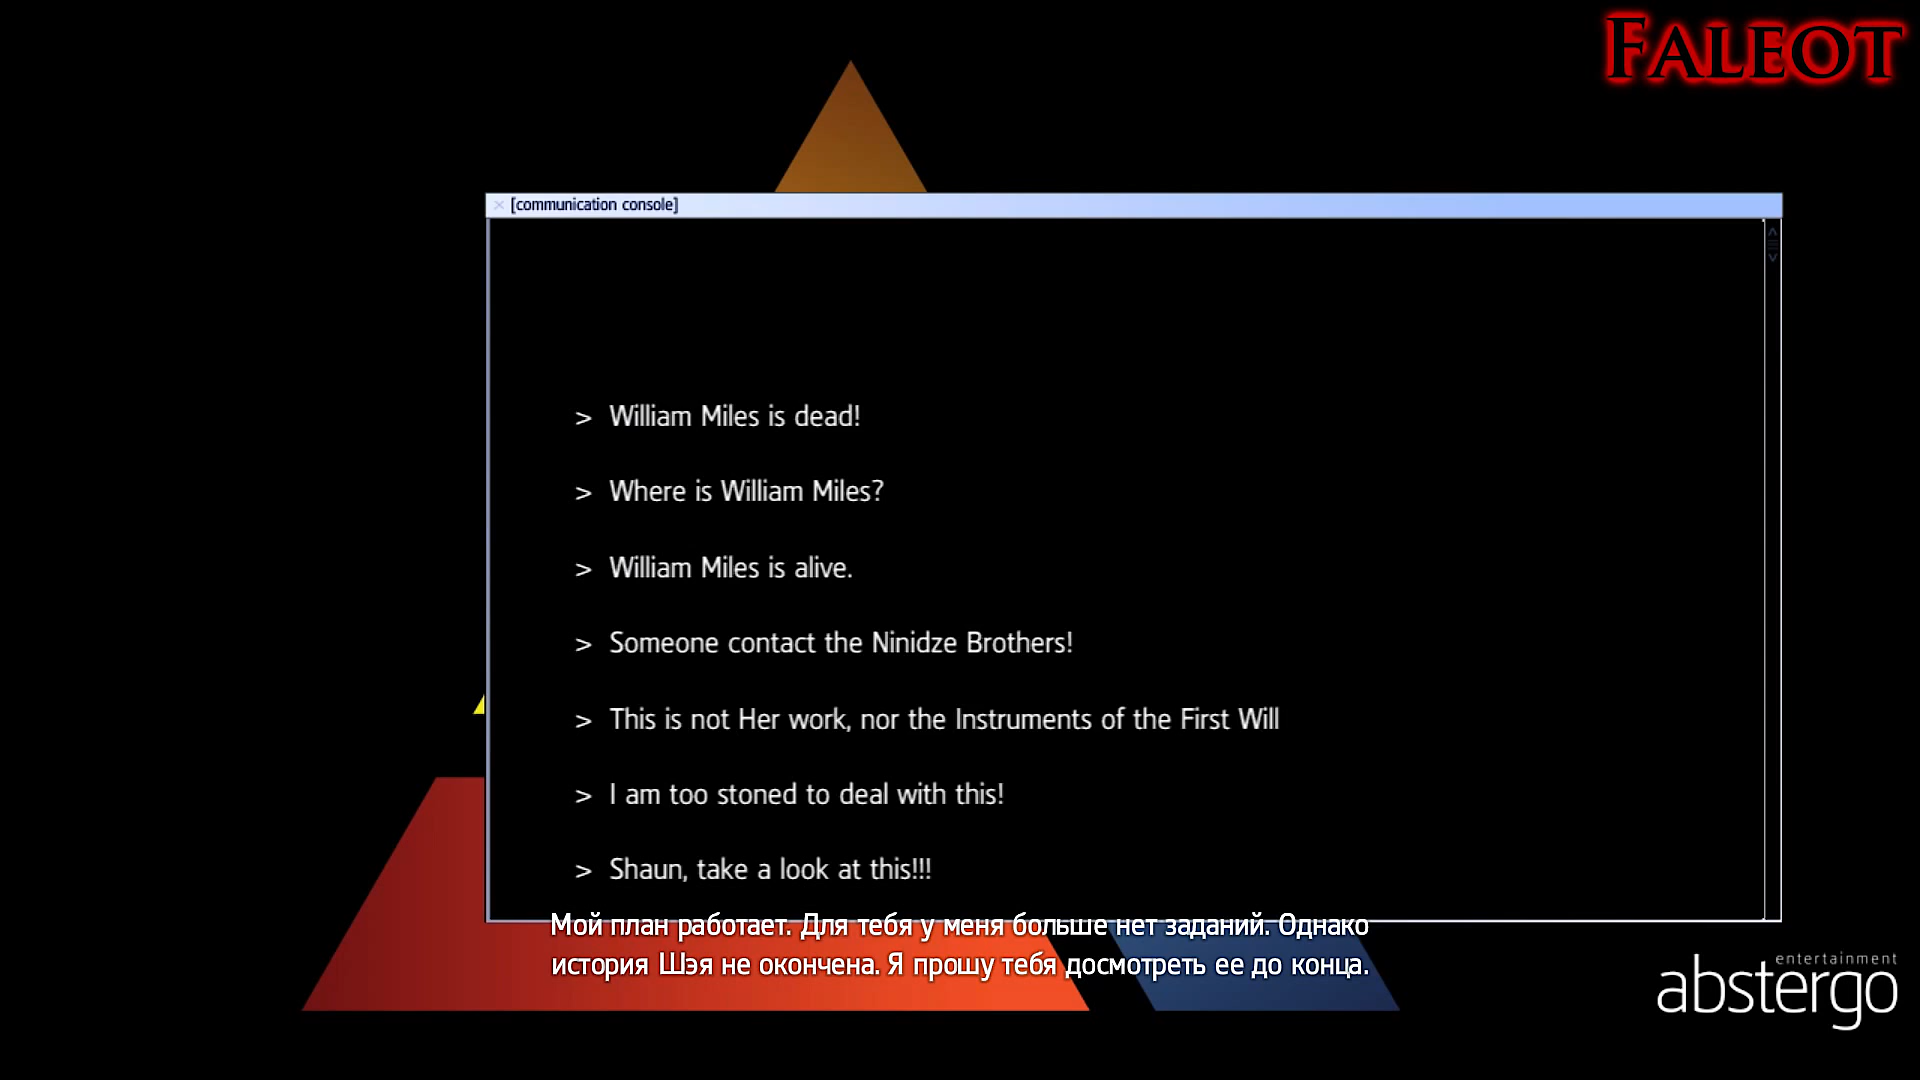 FALEOT
× [communication console]
> William Miles is dead!
> Where is William Miles?
> William Miles is alive.
> Someone contact the Ninidze Brothers!
> This is not Her work, nor the Instruments of the First Will
> I am too stoned to deal with this!
> Shaun, take a look at this!!!
Мой план работает. Для тебя у меня больше нет заданий. Однако
история Шэя не окончена. Я прошу тебя досмотреть ее до конца.
entertainment
abstergo